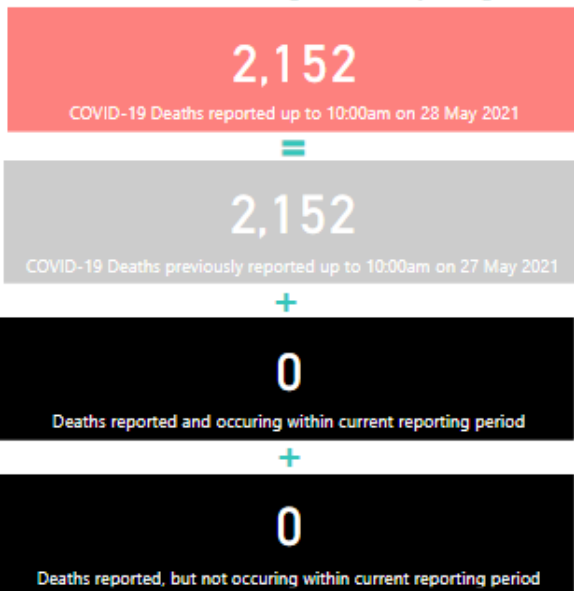 2,152
COVID-19 Deaths reported up to 10:00am on 28 May 2021
=
2,152
COVID-19 Deaths previously reported up to 10:00am on 27 May 2021
+
0
Deaths reported and occuring within current reporting period
+
0
Deaths reported, but not occuring within current reporting period